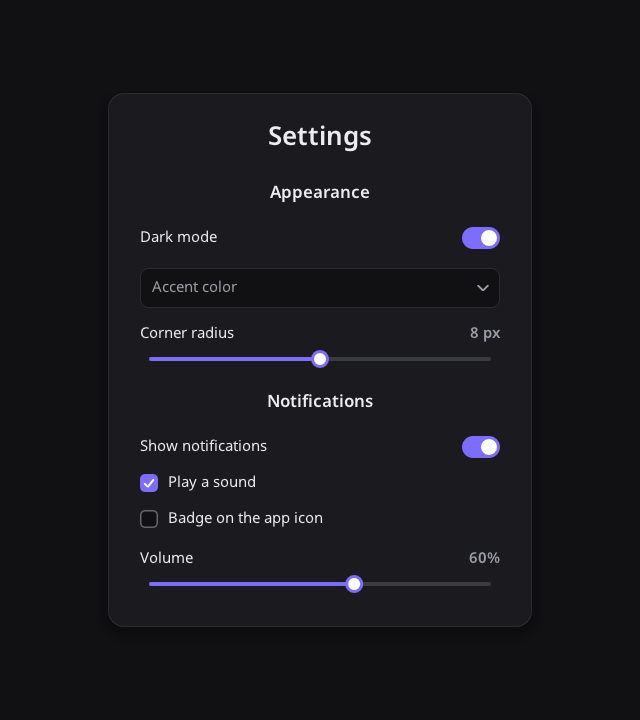 Settings
Appearance
Dark mode
Accent color
Corner radius 8 px
Notifications
Show notifications
Play a sound
Badge on the app icon
Volume 60%